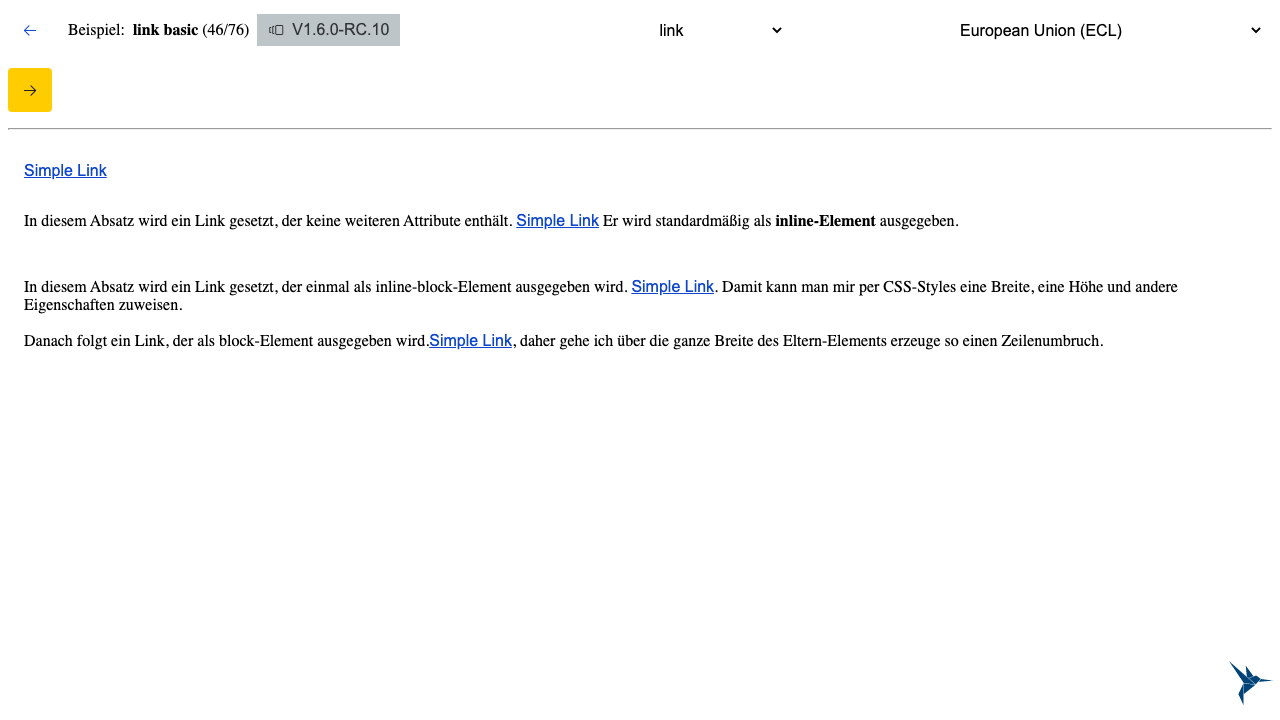 Beispiel: link basic (46/76) V1.6.0-RC.10 link European Union (ECL)
Simple Link
In diesem Absatz wird ein Link gesetzt, der keine weiteren Attribute enthält. Simple Link Er wird standardmäßig als inline-Element ausgegeben.
In diesem Absatz wird ein Link gesetzt, der einmal als inline-block-Element ausgegeben wird. Simple Link. Damit kann man mir per CSS-Styles eine Breite, eine Höhe und andere
Eigenschaften zuweisen.
Danach folgt ein Link, der als block-Element ausgegeben wird.Simple Link, daher gehe ich über die ganze Breite des Eltern-Elements erzeuge so einen Zeilenumbruch.